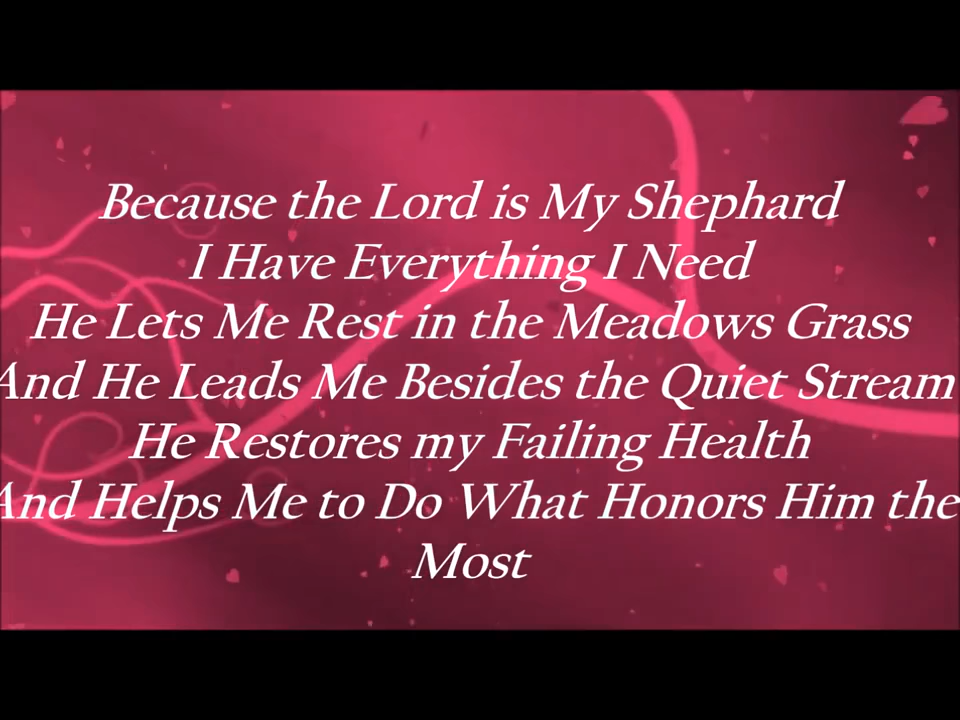 Because the Lord is My Shephard
I Have Everything I Need
He Lets Me Rest in the Meadows Grass
And He Leads Me Besides the Quiet Stream
He Restores my Failing Health
And Helps Me to Do What Honors Him the
Most